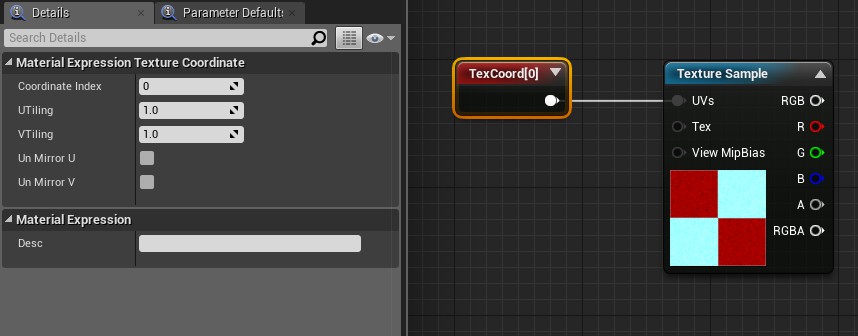 Details
Parameter Defaults
Search Details
Material Expression Texture Coordinate
Coordinate Index 0
UTiling 1.0
VTiling 1.0
Un Mirror U
Un Mirror V
Material Expression
Desc
TexCoord[0]
Texture Sample
UVs RGB
Tex R
View MipBias G
B
A
RGBA